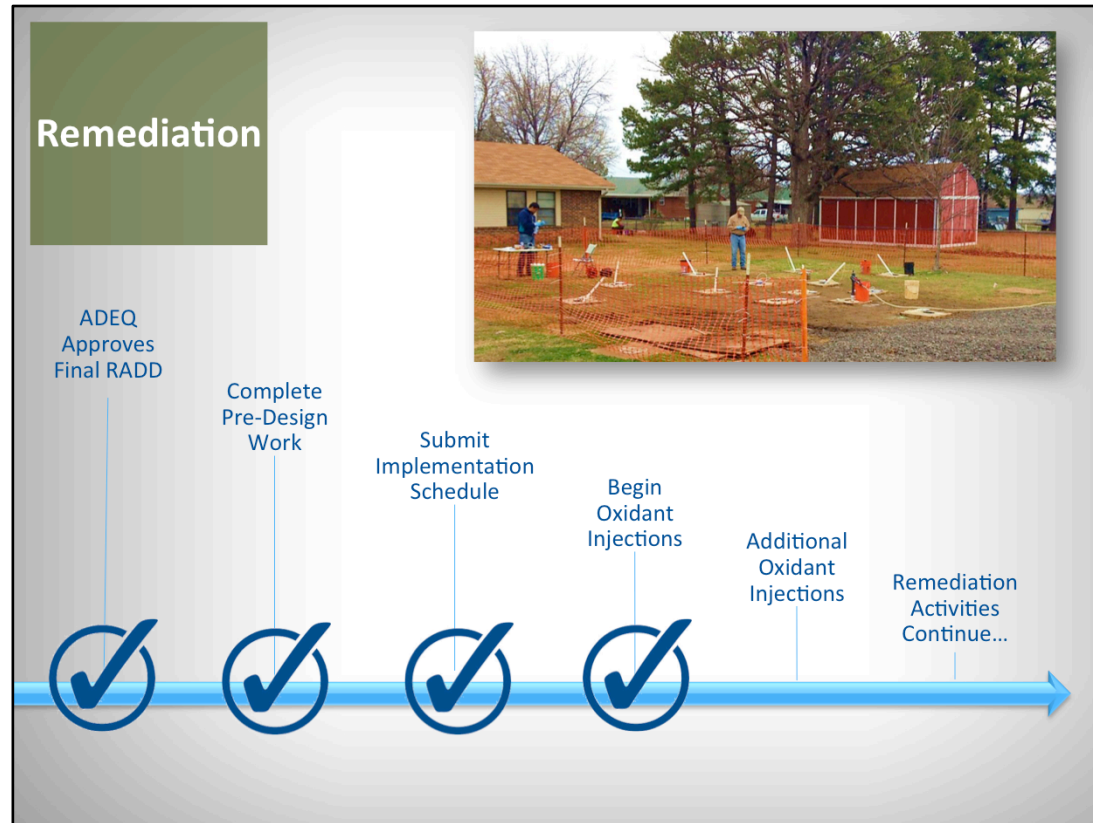 Remediation
ADEQ
Approves
Final RADD
Complete
Pre-Design
Work
Submit
Implementation
Schedule
Begin
Oxidant
Injections
Additional
Oxidant
Injections
Remediation
Activities
Continue...